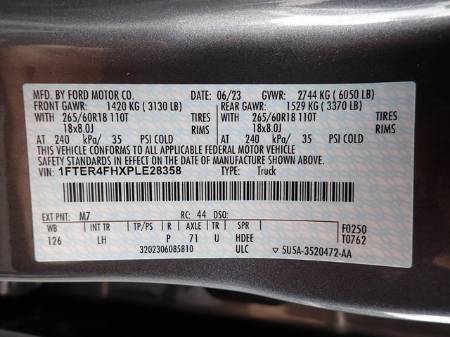 MFD. BY FORD MOTOR CO. DATE: 06/23 GVWR: 2744 KG ( 6050 LB)
FRONT GAWR: 1420 KG ( 3130 LB) REAR GAWR: 1529 KG ( 3370 LB)
WITH 265/60R18 110T TIRES WITH 265/60R18 110T TIRES
18x8.0J RIMS 18x8.0J RIMS
AT 240 kPa/ 35 PSI COLD AT 240 kPa/ 35 PSI COLD
THIS VEHICLE CONFORMS TO ALL APPLICABLE FEDERAL MOTOR VEHICLE
SAFETY AND THEFT PREVENTION STANDARDS IN EFFECT ON THE DATE OF MANUFACTURE SHOWN ABOVE.
VIN: 1FTER4FHXPLE28358 TYPE: Truck
EXT PNT: M7 RC: 44 DSO:
WB INT TR TP/PS R AXLE TR SPR F0250
126 LH P 71 U HDEE T0762
3202306085810 ULC 5U5A-3520472-AA